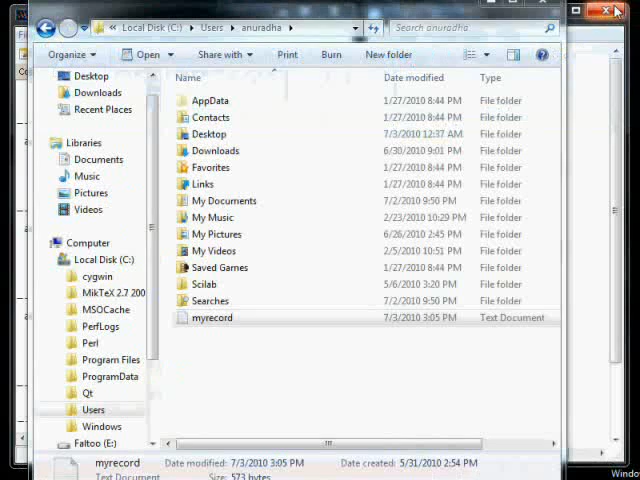 Local Disk (C:) Users anuradha Search anuradha
Organize Open Share with Print Burn New folder
Name Date modified Type
Desktop
Downloads
Recent Places
Libraries
Documents
Music
Pictures
Videos
Computer
Local Disk (C:)
cygwin
MikTeX 2.7 200
MSOCache
PerfLogs
Perl
Program Files
ProgramData
Qt
Users
Windows
Faltoo (E:)
AppData 1/27/2010 8:44 PM File folder
Contacts 1/27/2010 8:44 PM File folder
Desktop 7/3/2010 12:37 AM File folder
Downloads 6/30/2010 9:01 PM File folder
Favorites 1/27/2010 8:44 PM File folder
Links 1/27/2010 8:44 PM File folder
My Documents 7/2/2010 9:50 PM File folder
My Music 2/23/2010 10:29 PM File folder
My Pictures 6/26/2010 2:45 PM File folder
My Videos 2/5/2010 10:51 PM File folder
Saved Games 1/27/2010 8:44 PM File folder
Scilab 5/6/2010 3:20 PM File folder
Searches 7/2/2010 9:50 PM File folder
myrecord 7/3/2010 3:05 PM Text Document
myrecord Date modified: 7/3/2010 3:05 PM Date created: 5/31/2010 2:54 PM
Text Document Size: 573 bytes